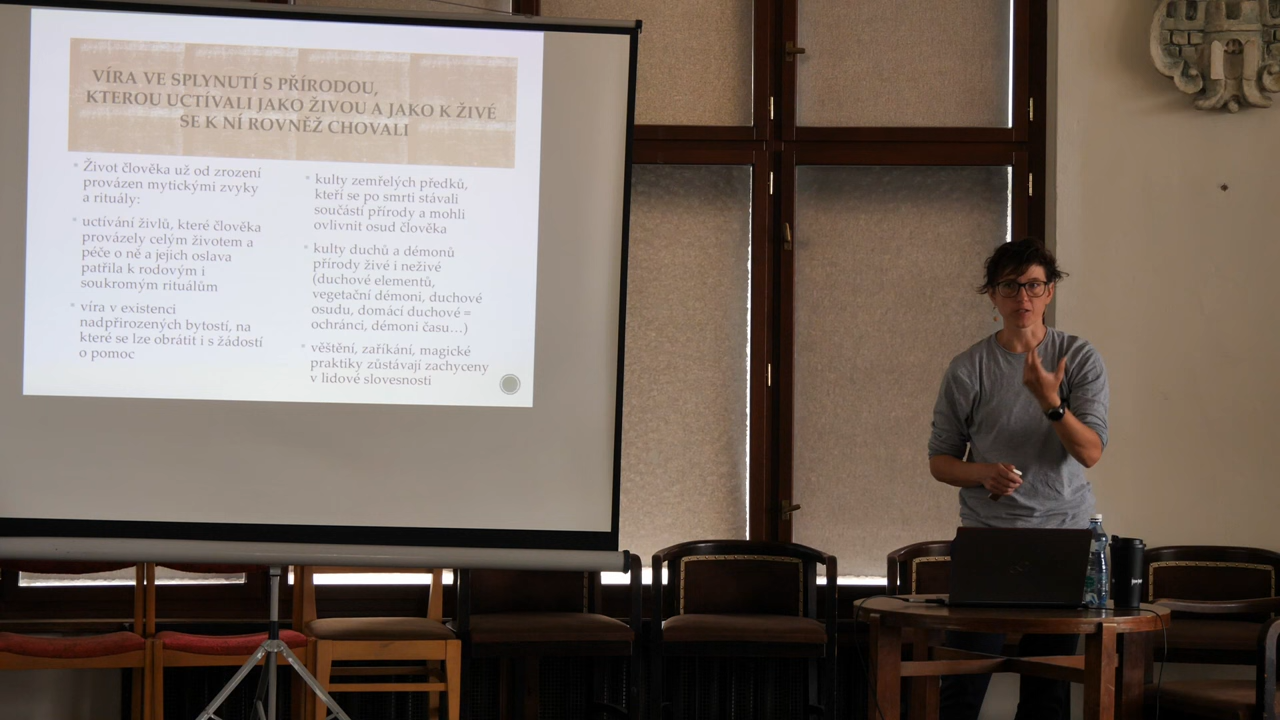 VÍRA VE SPLYNUTÍ S PŘÍRODOU,
KTEROU UCTÍVALI JAKO ŽIVOU A JAKO K ŽIVÉ
SE K NÍ ROVNĚŽ CHOVALI
Život člověka už od zrození
provázen mytickými zvyky
a rituály:
uctívání živlů, které člověka
provázely celým životem a
péče o ně a jejich oslava
patřila k rodovým i
soukromým rituálům
víra v existenci
nadpřirozených bytostí, na
které se lze obrátit i s žádostí
o pomoc
kulty zemřelých předků,
kteří se po smrti stávali
součástí přírody a mohli
ovlivnit osud člověka
kulty duchů a démonů
přírody živé i neživé
(duchové elementů,
vegetační démoni, duchové
osudu, domácí duchové =
ochránci, démoni času…)
věštění, zaříkání, magické
praktiky zůstávají zachyceny
v lidové slovesnosti